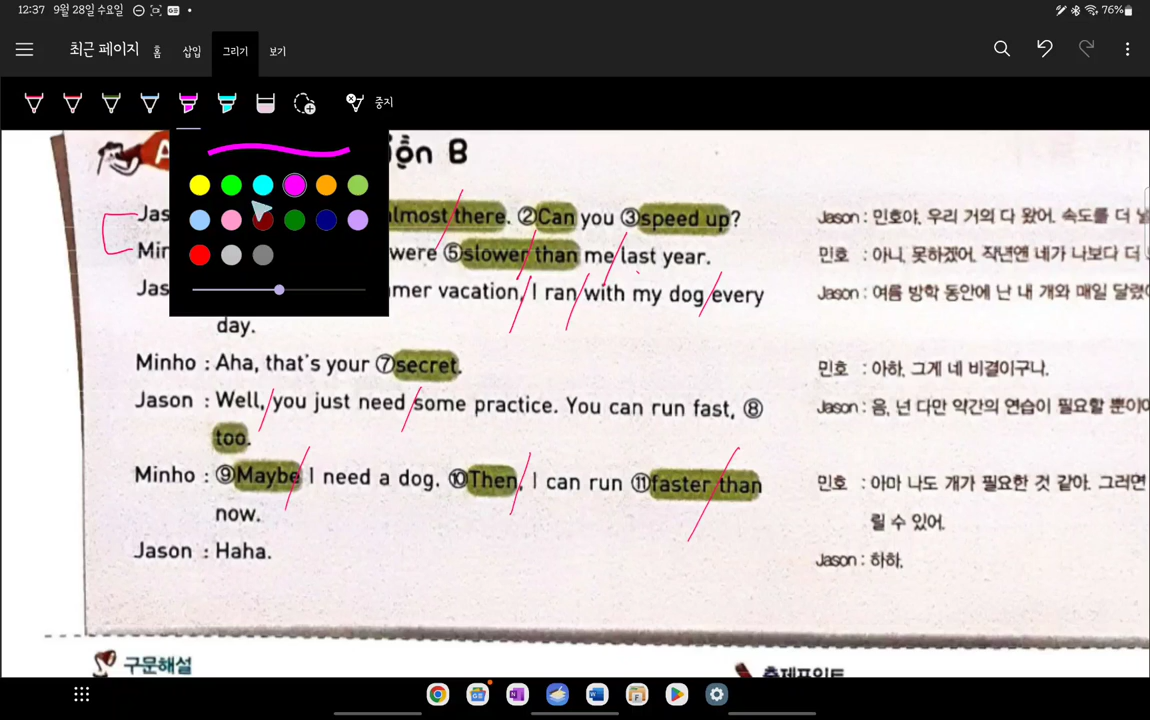 12:37 9월 28일 수요일
76%
최근 페이지 홈 삽입 그리기 보기
중지
B
Jas
almost there. ②Can you ③speed up?
Jason : 민호야, 우리 거의 다 왔어. 속도를 더
Min
were ⑤slower than me last year.
민호 : 아니, 못하겠어. 작년엔 네가 나보다 더
Jas
mer vacation, I ran with my dog every
Jason : 여름 방학 동안에 난 내 개와 매일 달렸
day.
Minho : Aha, that's your ⑦secret.
민호 : 아하, 그게 네 비결이구나.
Jason : Well, you just need some practice. You can run fast, ⑧
Jason : 음, 넌 다만 약간의 연습이 필요할 뿐이
too.
Minho : ⑨Maybe I need a dog. ⑩Then, I can run ⑪faster than
민호 : 아마 나도 개가 필요한 것 같아. 그러면
now.
릴 수 있어.
Jason : Haha.
Jason : 하하.
구문해설
출제포인트